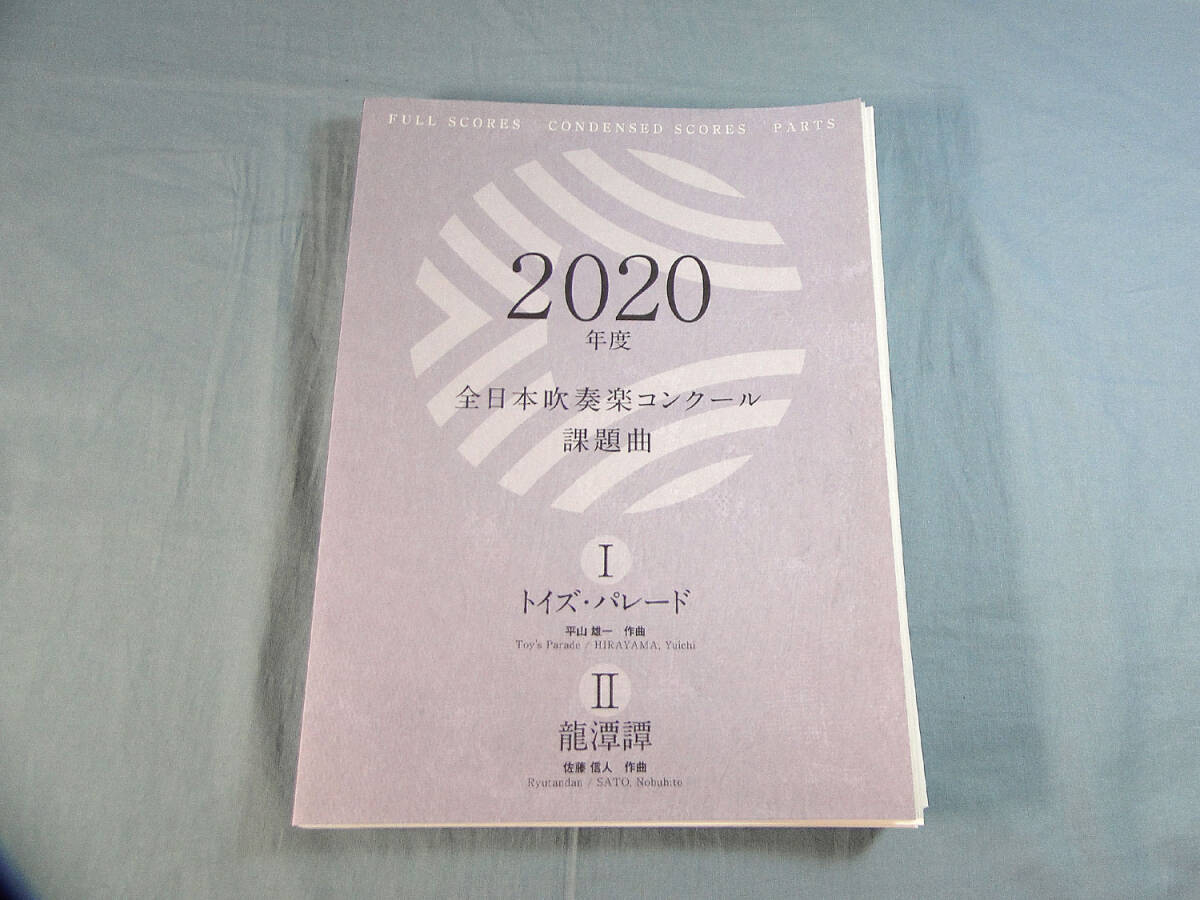 FULL SCORES CONDENSED SCORES PARTS
2020
年度
全日本吹奏楽コンクール
課題曲
I
トイズ・パレード
平山 雄一 作曲
Toy's Parade / HIRAYAMA, Yuichi
II
龍潭譚
佐藤 信人 作曲
Ryutandan / SATO, Nobuhito